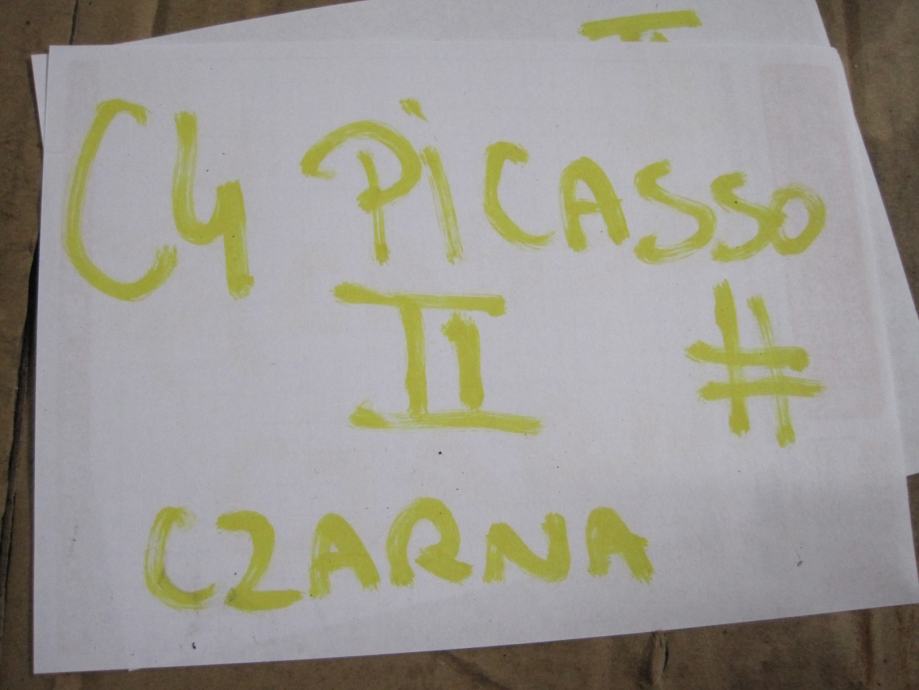 C4 PiCASSO
II #
CZARNA